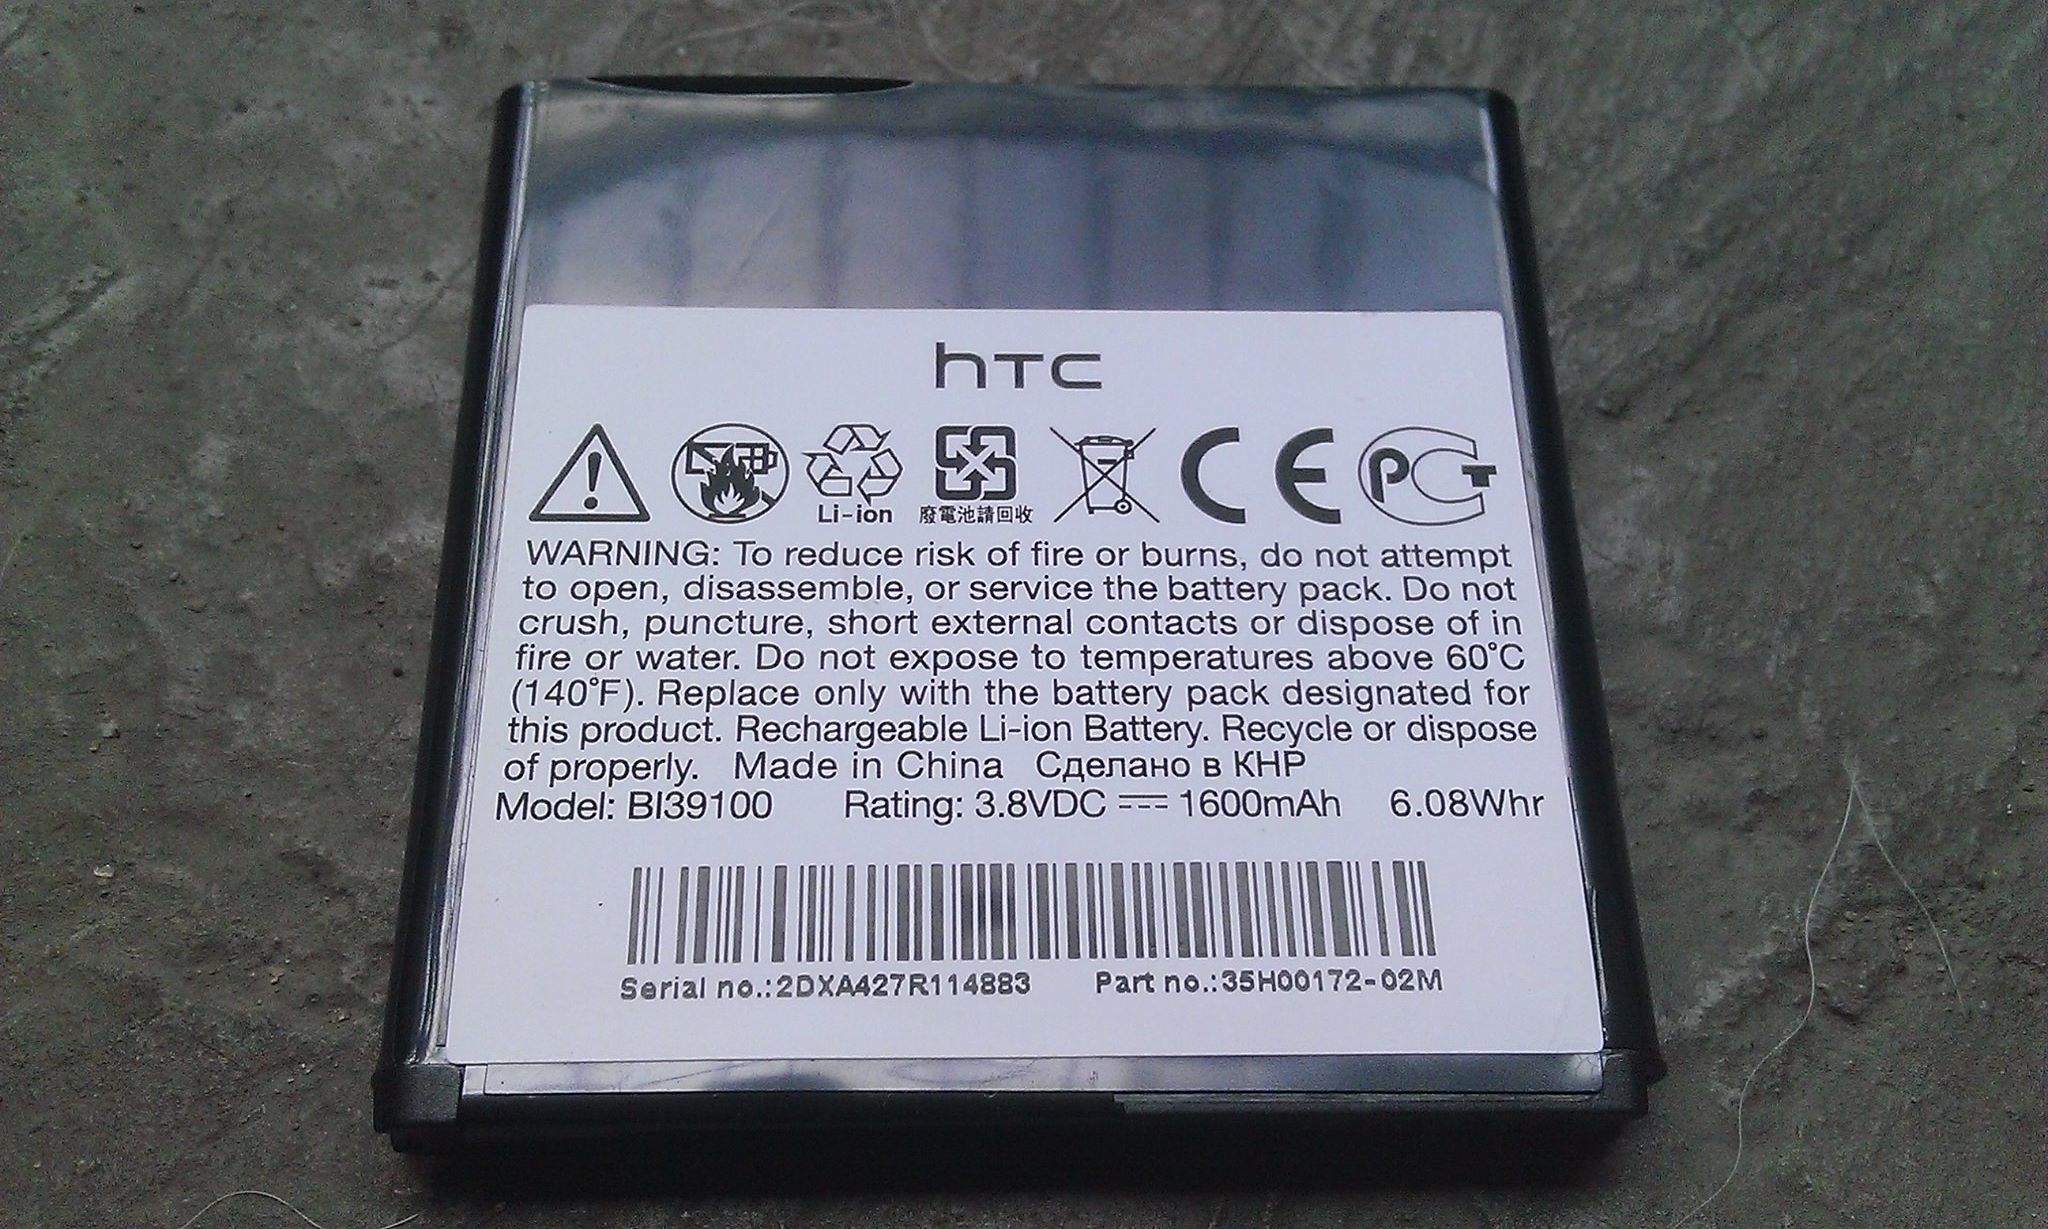 hTC
Li-ion
廢電池請回收
CE
PCT
WARNING: To reduce risk of fire or burns, do not attempt
to open, disassemble, or service the battery pack. Do not
crush, puncture, short external contacts or dispose of in
fire or water. Do not expose to temperatures above 60°C
(140°F). Replace only with the battery pack designated for
this product. Rechargeable Li-ion Battery. Recycle or dispose
of properly. Made in China Сделано в КНР
Model: BI39100 Rating: 3.8VDC ⎓ 1600mAh 6.08Whr
Serial no.:2DXA427R114883 Part no.:35H00172-02M